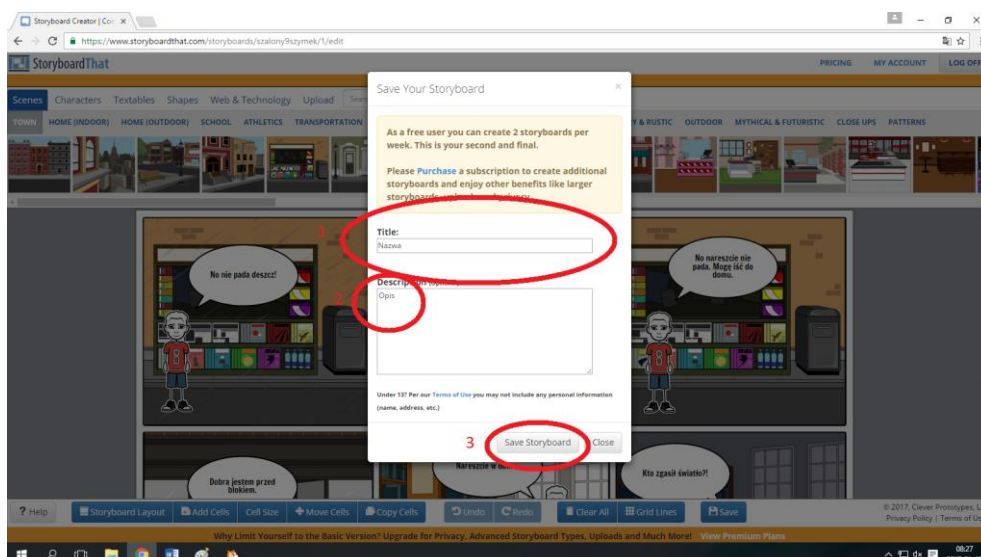 Storyboard Creator | Co
https://www.storyboardthat.com/storyboards/szalony9szymek/1/edit
StoryboardThat
PRICING MY ACCOUNT LOG OFF
Save Your Storyboard ×
Scenes Characters Textables Shapes Web & Technology Upload
TOWN HOME (INDOOR) HOME (OUTDOOR) SCHOOL ATHLETICS TRANSPORTATION
& RUSTIC OUTDOOR MYTHICAL & FUTURISTIC CLOSE UPS PATTERNS
As a free user you can create 2 storyboards per
week. This is your second and final.
Please Purchase a subscription to create additional
storyboards and enjoy other benefits like larger
storyboards
1
Title:
Nazwa
No nie pada deszcz!
No nareszcie nie
pada. Mogę iść do
domu.
2
Description
Opis
8
8
Under 13? Per our Terms of Use you may not include any personal information
(name, address, etc.)
3
Save Storyboard
Close
Dobra jestem przed
blokiem.
Nareszcie w
Kto zgasił światło?!
? Help Storyboard Layout Add Cells Cell Size Move Cells Copy Cells Undo Redo Clear All Grid Lines Save
© 2017, Clever Prototypes, L
Privacy Policy | Terms of Us
Why Limit Yourself to the Basic Version? Upgrade for Privacy, Advanced Storyboard Types, Uploads and Much More! View Premium Plans
08:27